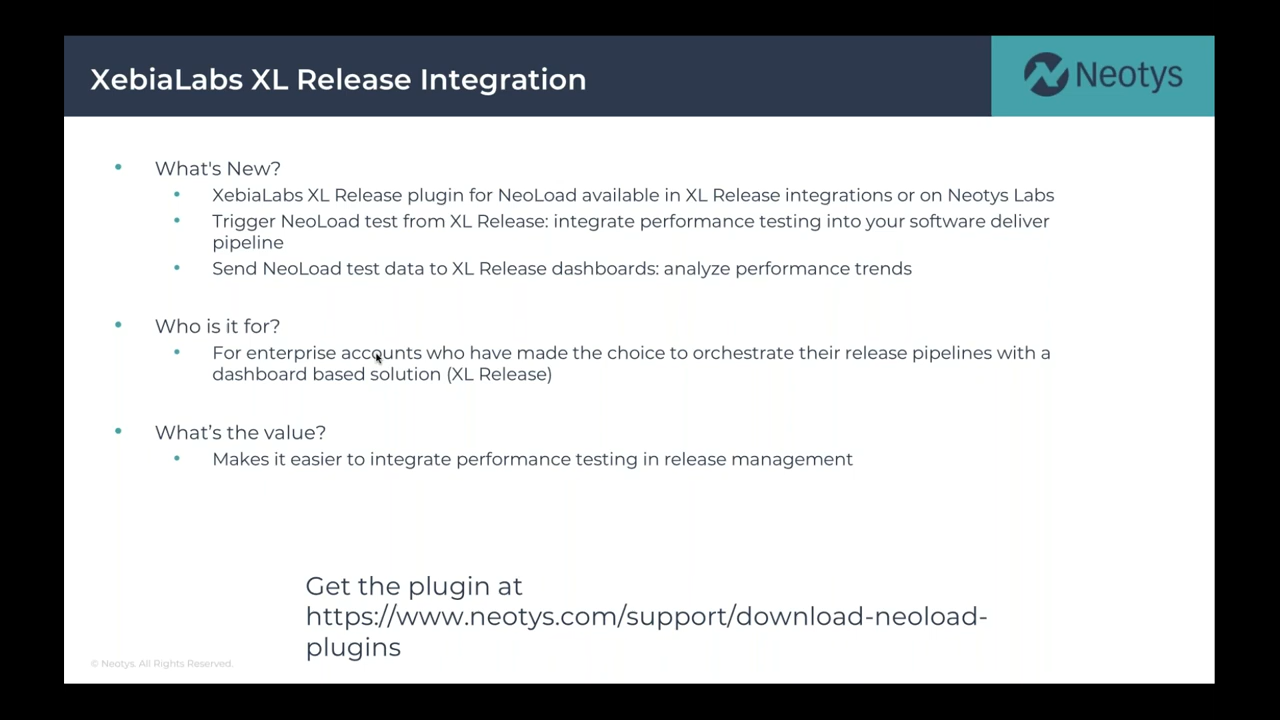 XebiaLabs XL Release Integration
Neotys
• What's New?
• XebiaLabs XL Release plugin for NeoLoad available in XL Release integrations or on Neotys Labs
• Trigger NeoLoad test from XL Release: integrate performance testing into your software deliver
pipeline
• Send NeoLoad test data to XL Release dashboards: analyze performance trends
• Who is it for?
• For enterprise accounts who have made the choice to orchestrate their release pipelines with a
dashboard based solution (XL Release)
• What’s the value?
• Makes it easier to integrate performance testing in release management
Get the plugin at
https://www.neotys.com/support/download-neoload-
plugins
© Neotys. All Rights Reserved.